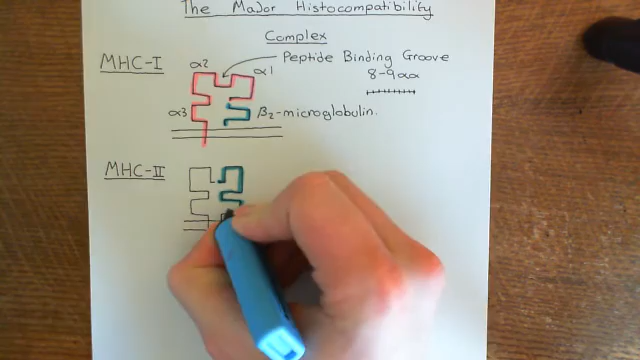 The Major Histocompatibility
Complex
MHC-I
α2
Peptide Binding Groove
α1
8-9aa
α3
β2-microglobulin.
MHC-II